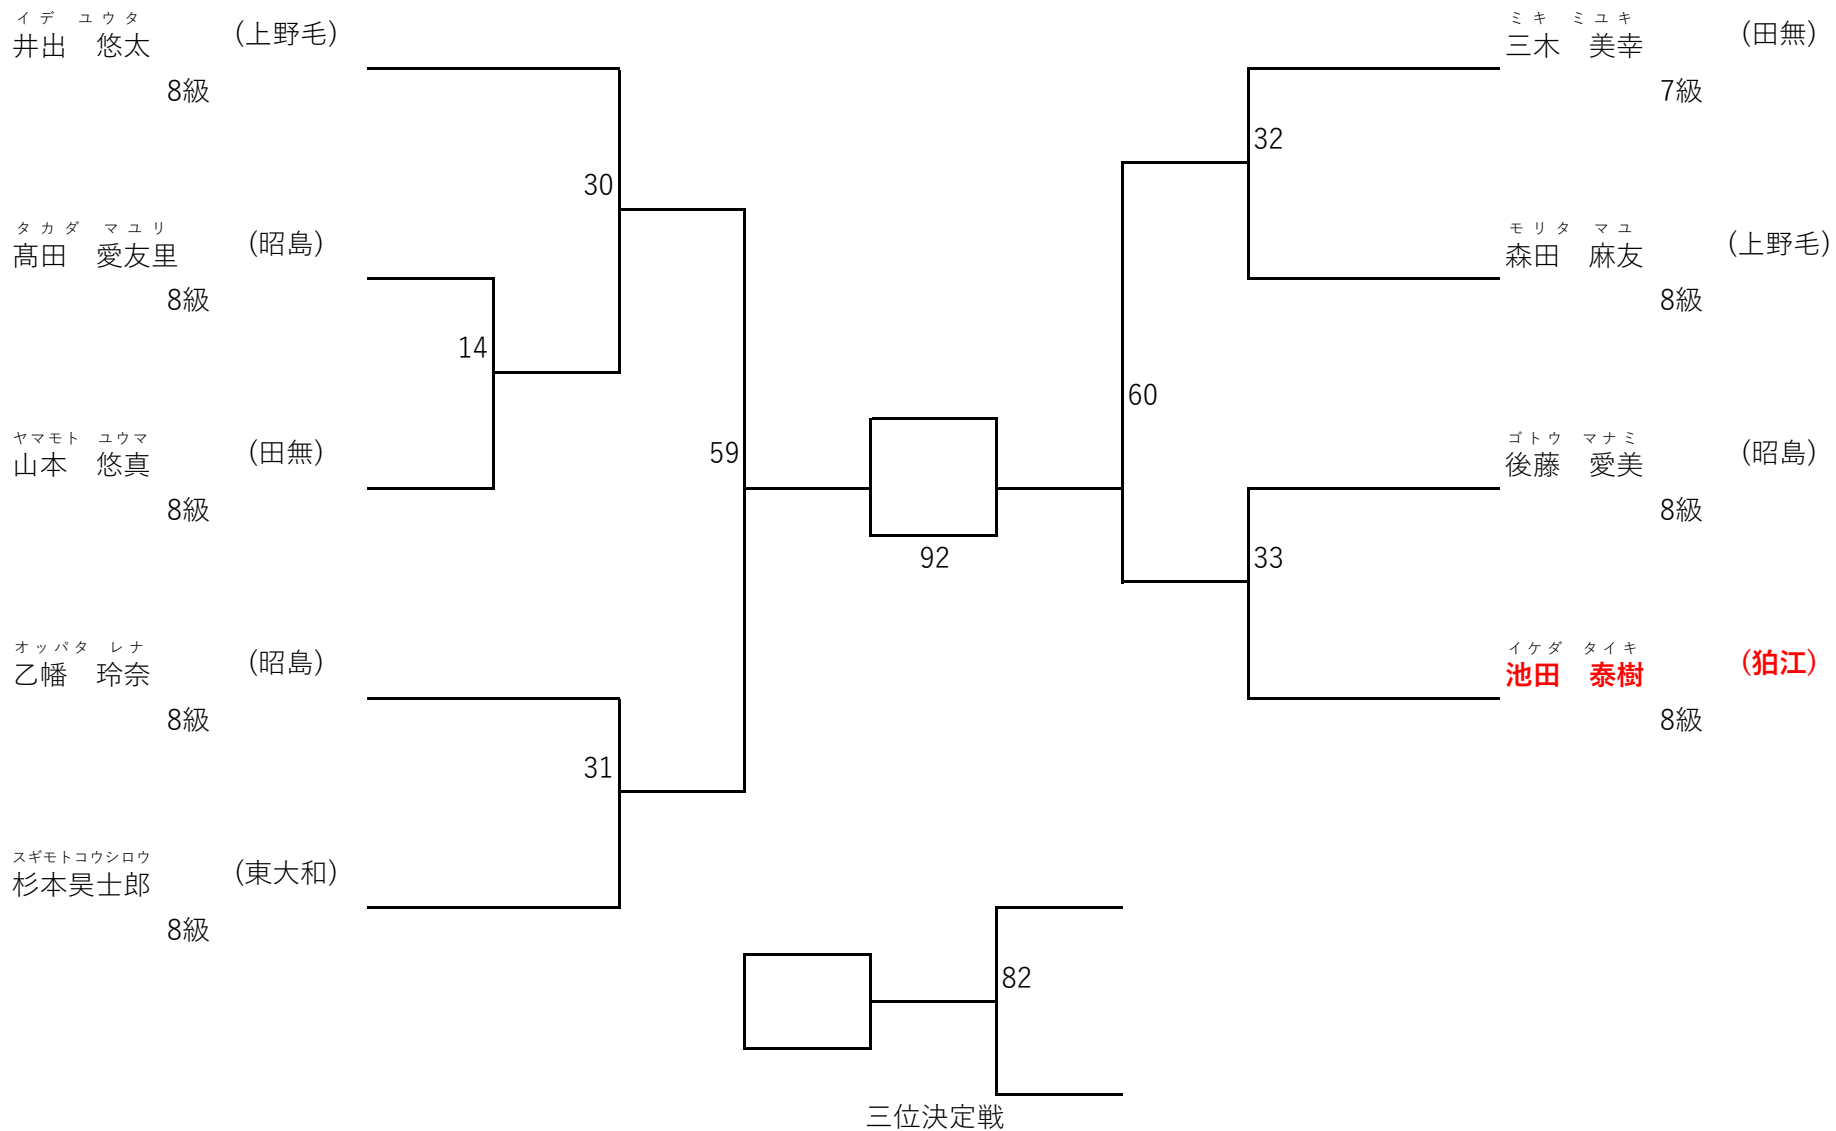 イデ ユウタ
井出 悠太 (上野毛)
8級
30
タカダ マユリ
髙田 愛友里 (昭島)
8級
14
ヤマモト ユウマ
山本 悠真 (田無)
8級
59
オッパタ レナ
乙幡 玲奈 (昭島)
8級
31
スギモトコウシロウ
杉本昊士郎 (東大和)
8級
92
ミキ ミユキ
三木 美幸 (田無)
7級
32
モリタ マユ
森田 麻友 (上野毛)
8級
60
ゴトウ マナミ
後藤 愛美 (昭島)
8級
33
イケダ タイキ
池田 泰樹 (狛江)
8級
82
三位決定戦